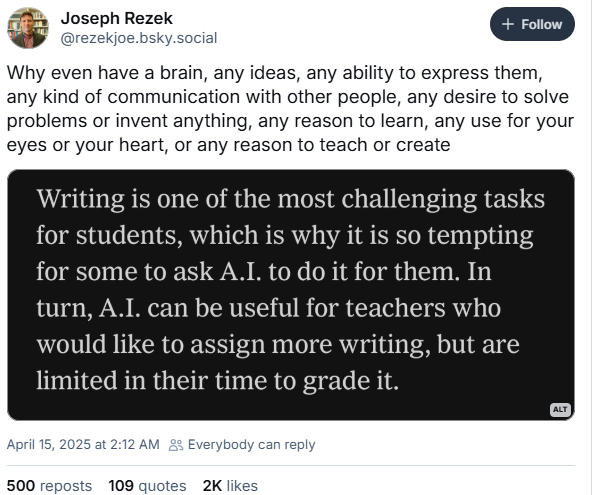 Joseph Rezek
@rezekjoe.bsky.social
+ Follow
Why even have a brain, any ideas, any ability to express them,
any kind of communication with other people, any desire to solve
problems or invent anything, any reason to learn, any use for your
eyes or your heart, or any reason to teach or create
Writing is one of the most challenging tasks
for students, which is why it is so tempting
for some to ask A.I. to do it for them. In
turn, A.I. can be useful for teachers who
would like to assign more writing, but are
limited in their time to grade it.
ALT
April 15, 2025 at 2:12 AM Everybody can reply
500 reposts 109 quotes 2K likes